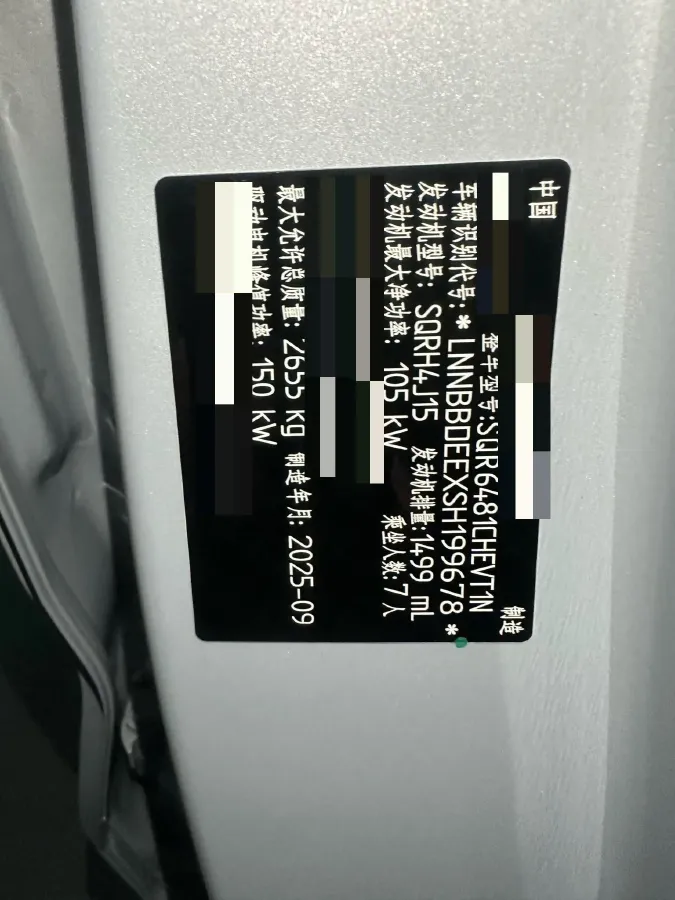 中国 制造
整车型号:SQR6481CHEVT1N
车辆识别代号:*LNNBBDEEXSH199678*
发动机型号: SQRH4J15 发动机排量:1499 mL
发动机最大净功率: 105 kW 乘坐人数:7人
最大允许总质量: 2655 kg 制造年月: 2025-09
驱动电机峰值功率: 150 kW